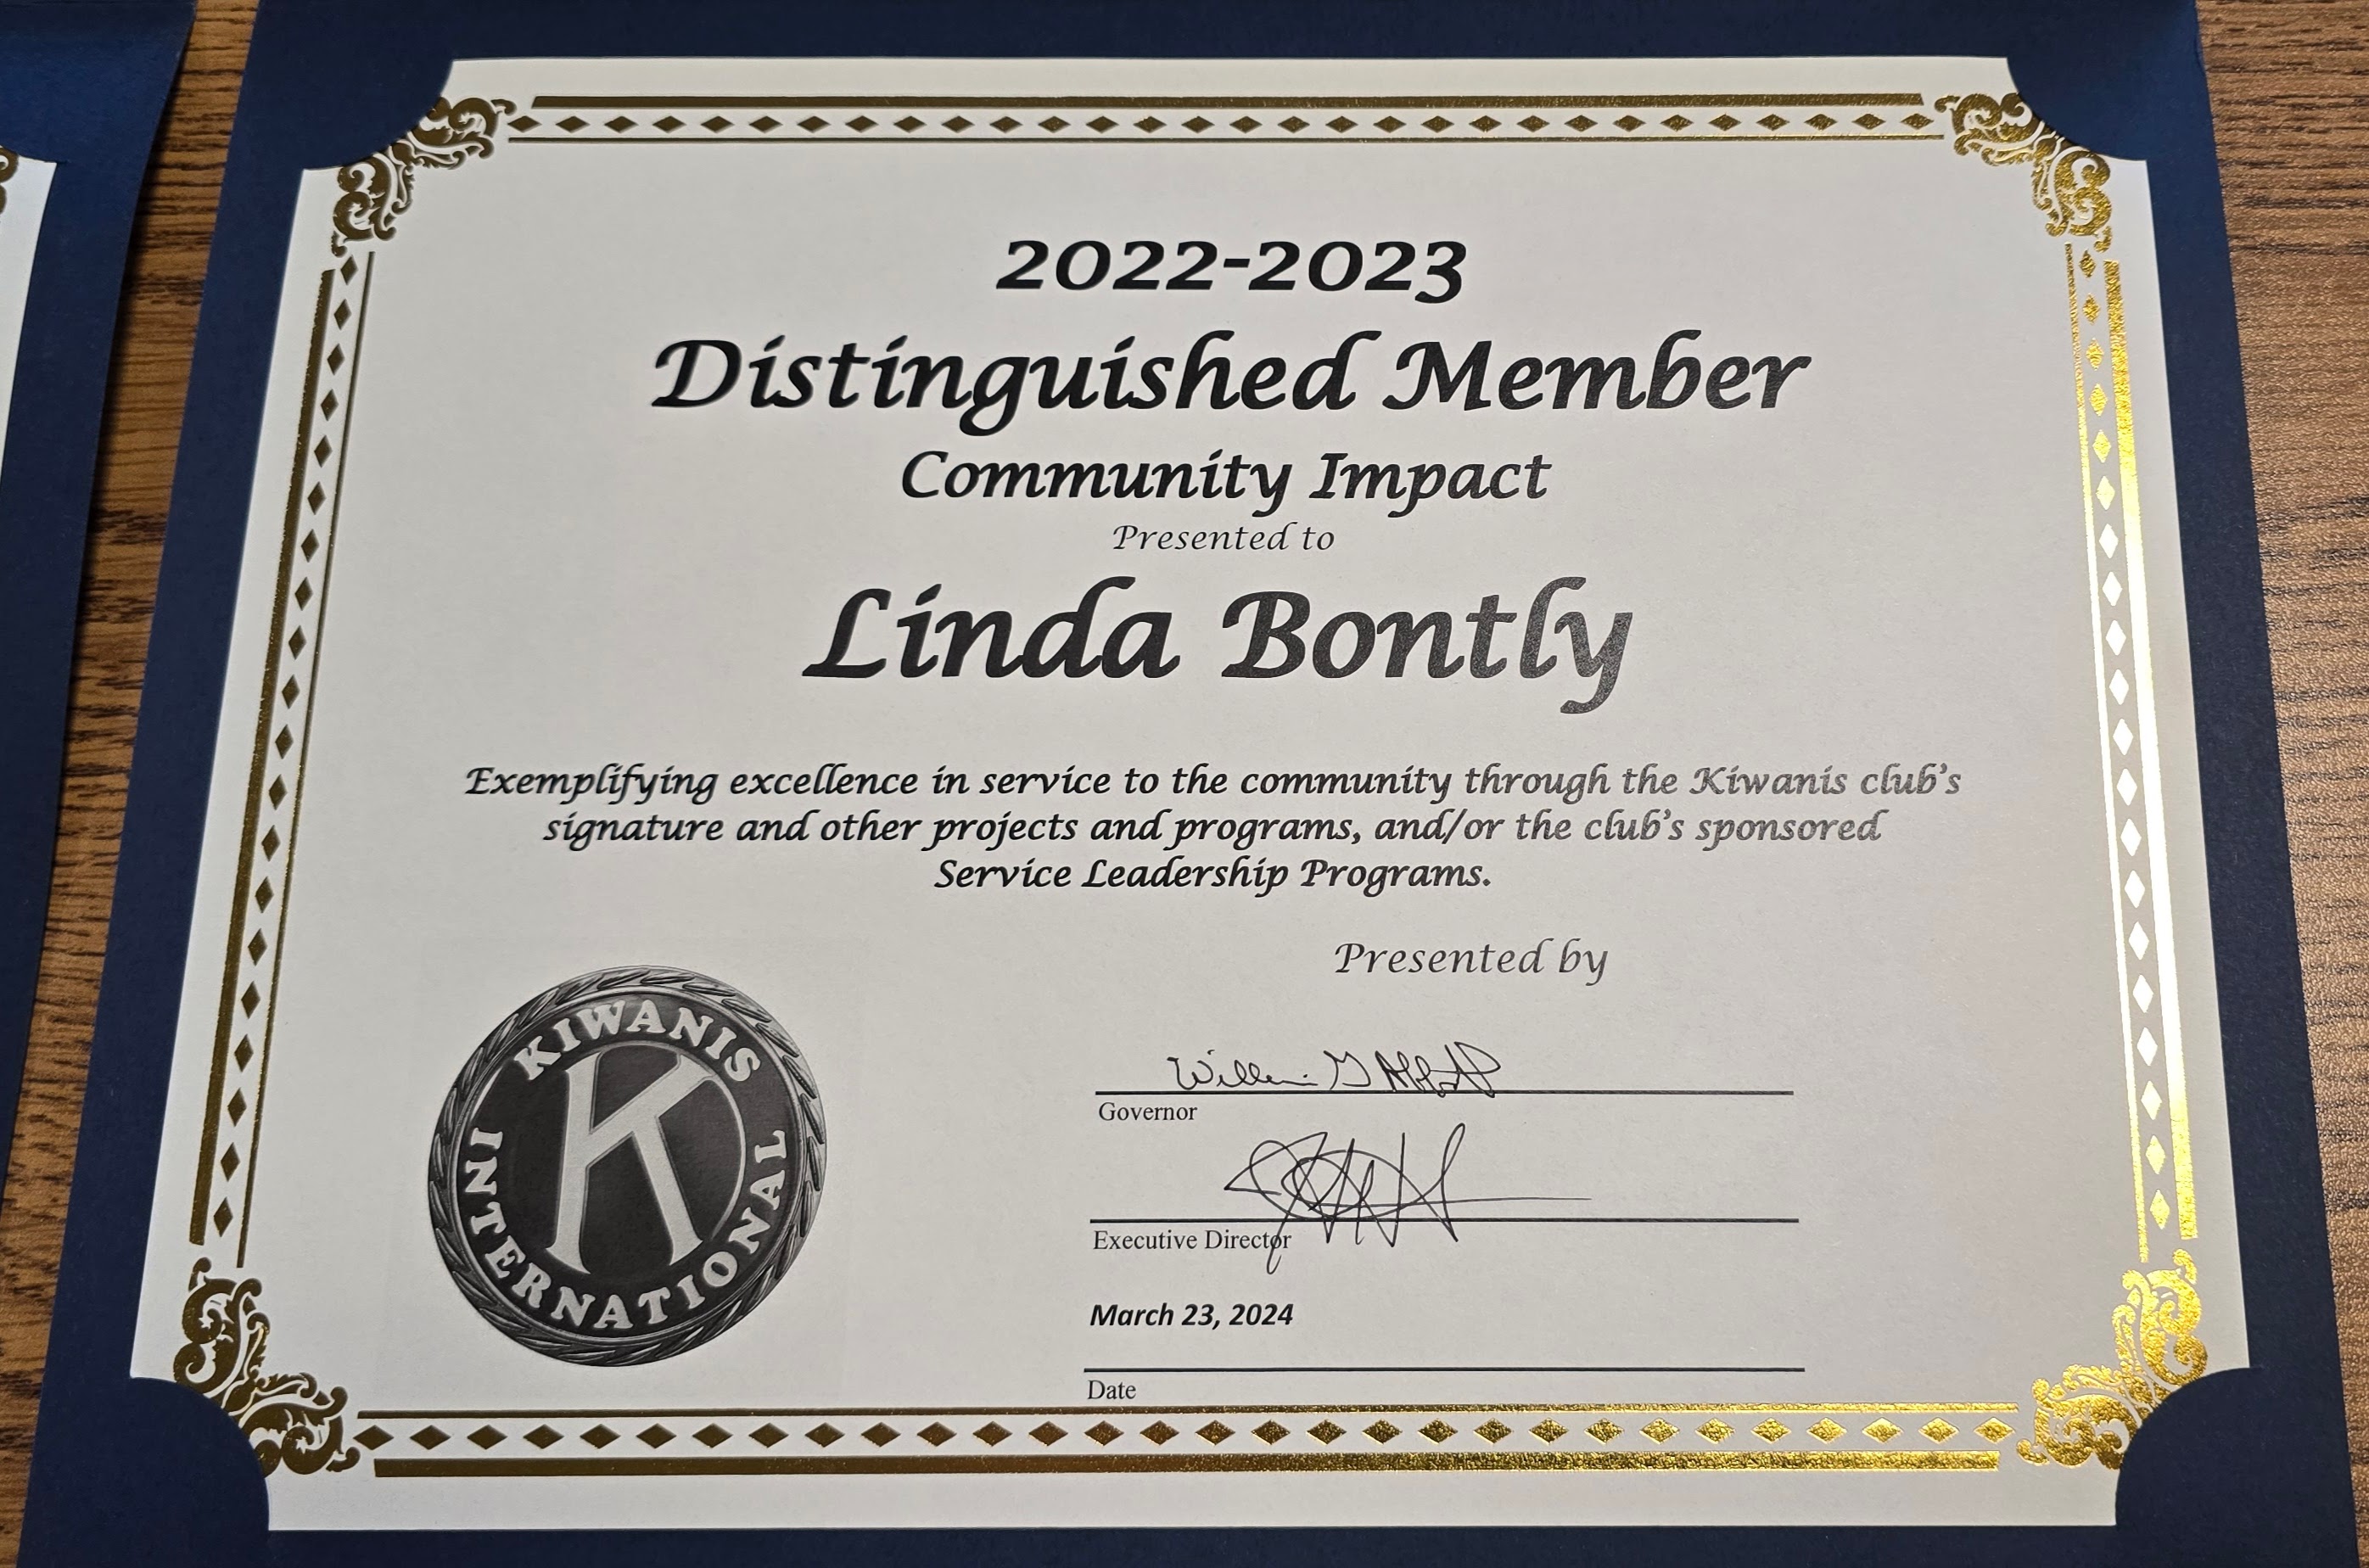 2022-2023
Distinguished Member
Community Impact
Presented to
Linda Bontly
Exemplifying excellence in service to the community through the Kiwanis club's
signature and other projects and programs, and/or the club's sponsored
Service Leadership Programs.
Presented by
KIWANIS
K
INTERNATIONAL
Governor
Executive Director
March 23, 2024
Date